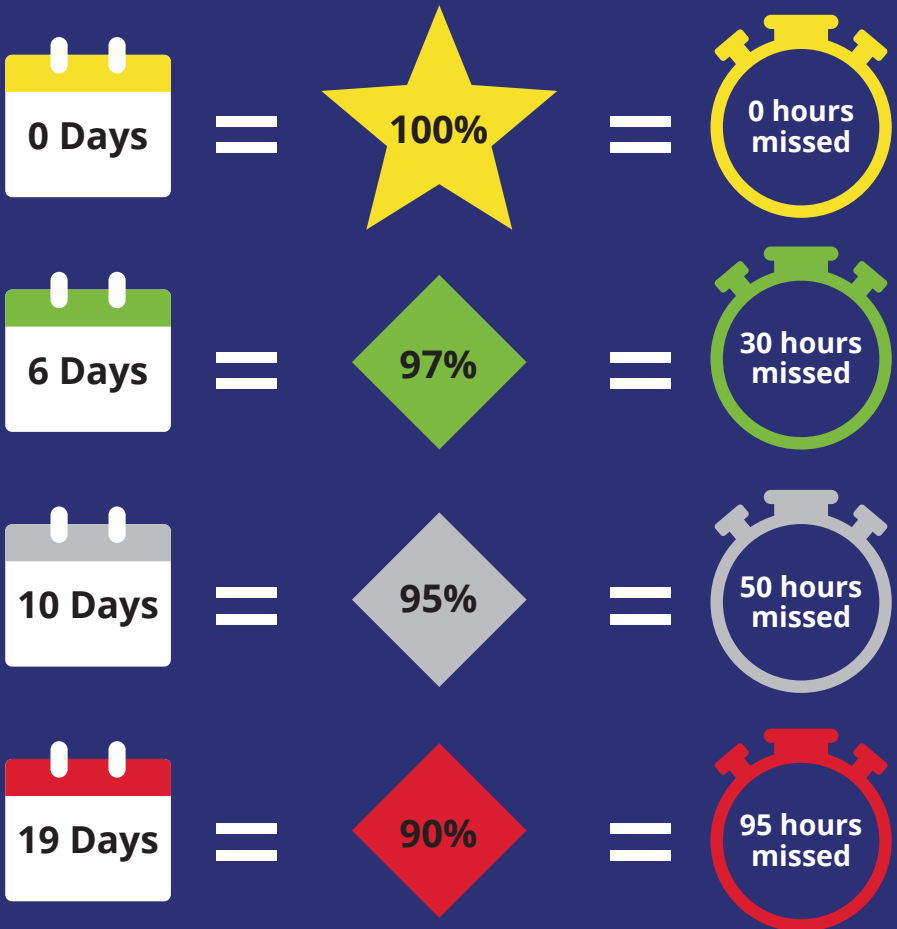 0 Days
100%
0 hours
missed
6 Days
97%
30 hours
missed
10 Days
95%
50 hours
missed
19 Days
90%
95 hours
missed